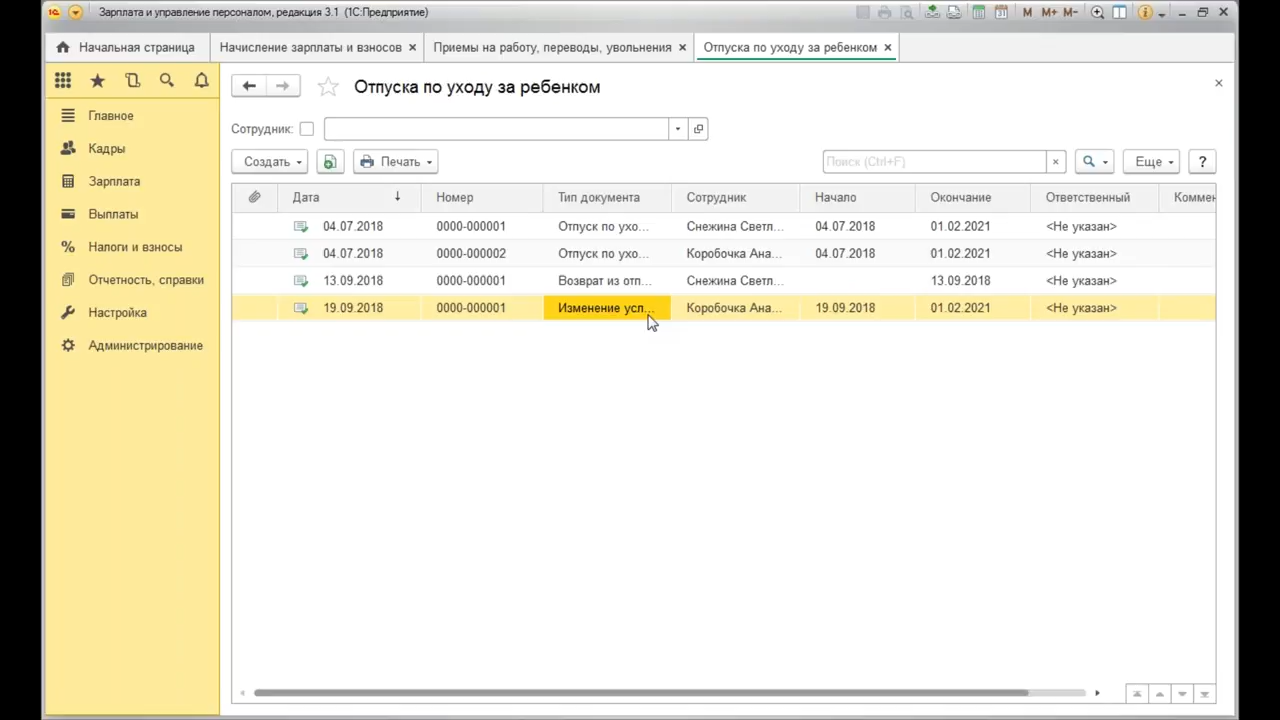 Зарплата и управление персоналом, редакция 3.1 (1С:Предприятие)
M M+ M-
Начальная страница
Начисление зарплаты и взносов ×
Приемы на работу, переводы, увольнения ×
Отпуска по уходу за ребенком ×
Главное
Кадры
Зарплата
Выплаты
Налоги и взносы
Отчетность, справки
Настройка
Администрирование
Отпуска по уходу за ребенком
Сотрудник:
Создать
Печать
Поиск (Ctrl+F)
Еще
?
Дата Номер Тип документа Сотрудник Начало Окончание Ответственный Коммен
04.07.2018 0000-000001 Отпуск по ухо... Снежина Светл... 04.07.2018 01.02.2021 <Не указан>
04.07.2018 0000-000002 Отпуск по ухо... Коробочка Ана... 04.07.2018 01.02.2021 <Не указан>
13.09.2018 0000-000001 Возврат из отп... Снежина Светл... 13.09.2018 <Не указан>
19.09.2018 0000-000001 Изменение усл... Коробочка Ана... 19.09.2018 01.02.2021 <Не указан>